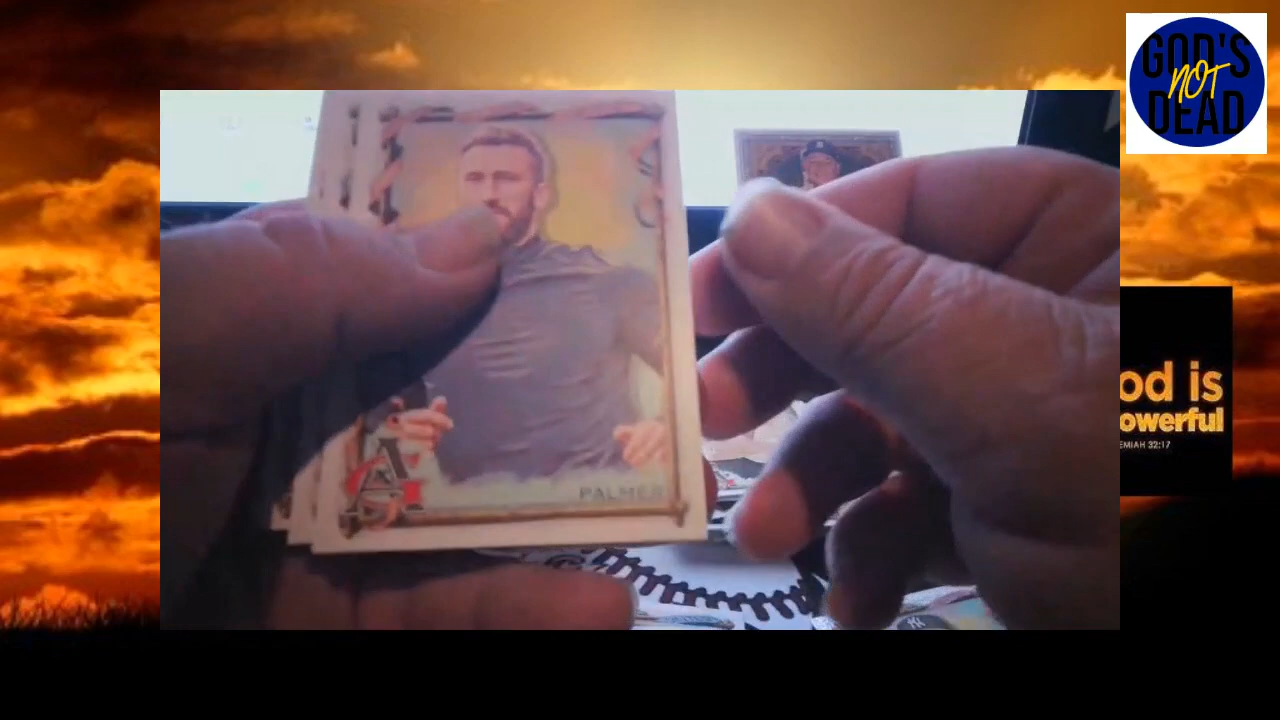 GOD'S
NOT
DEAD
od is
owerful
EMIAH 32:17
PALMER